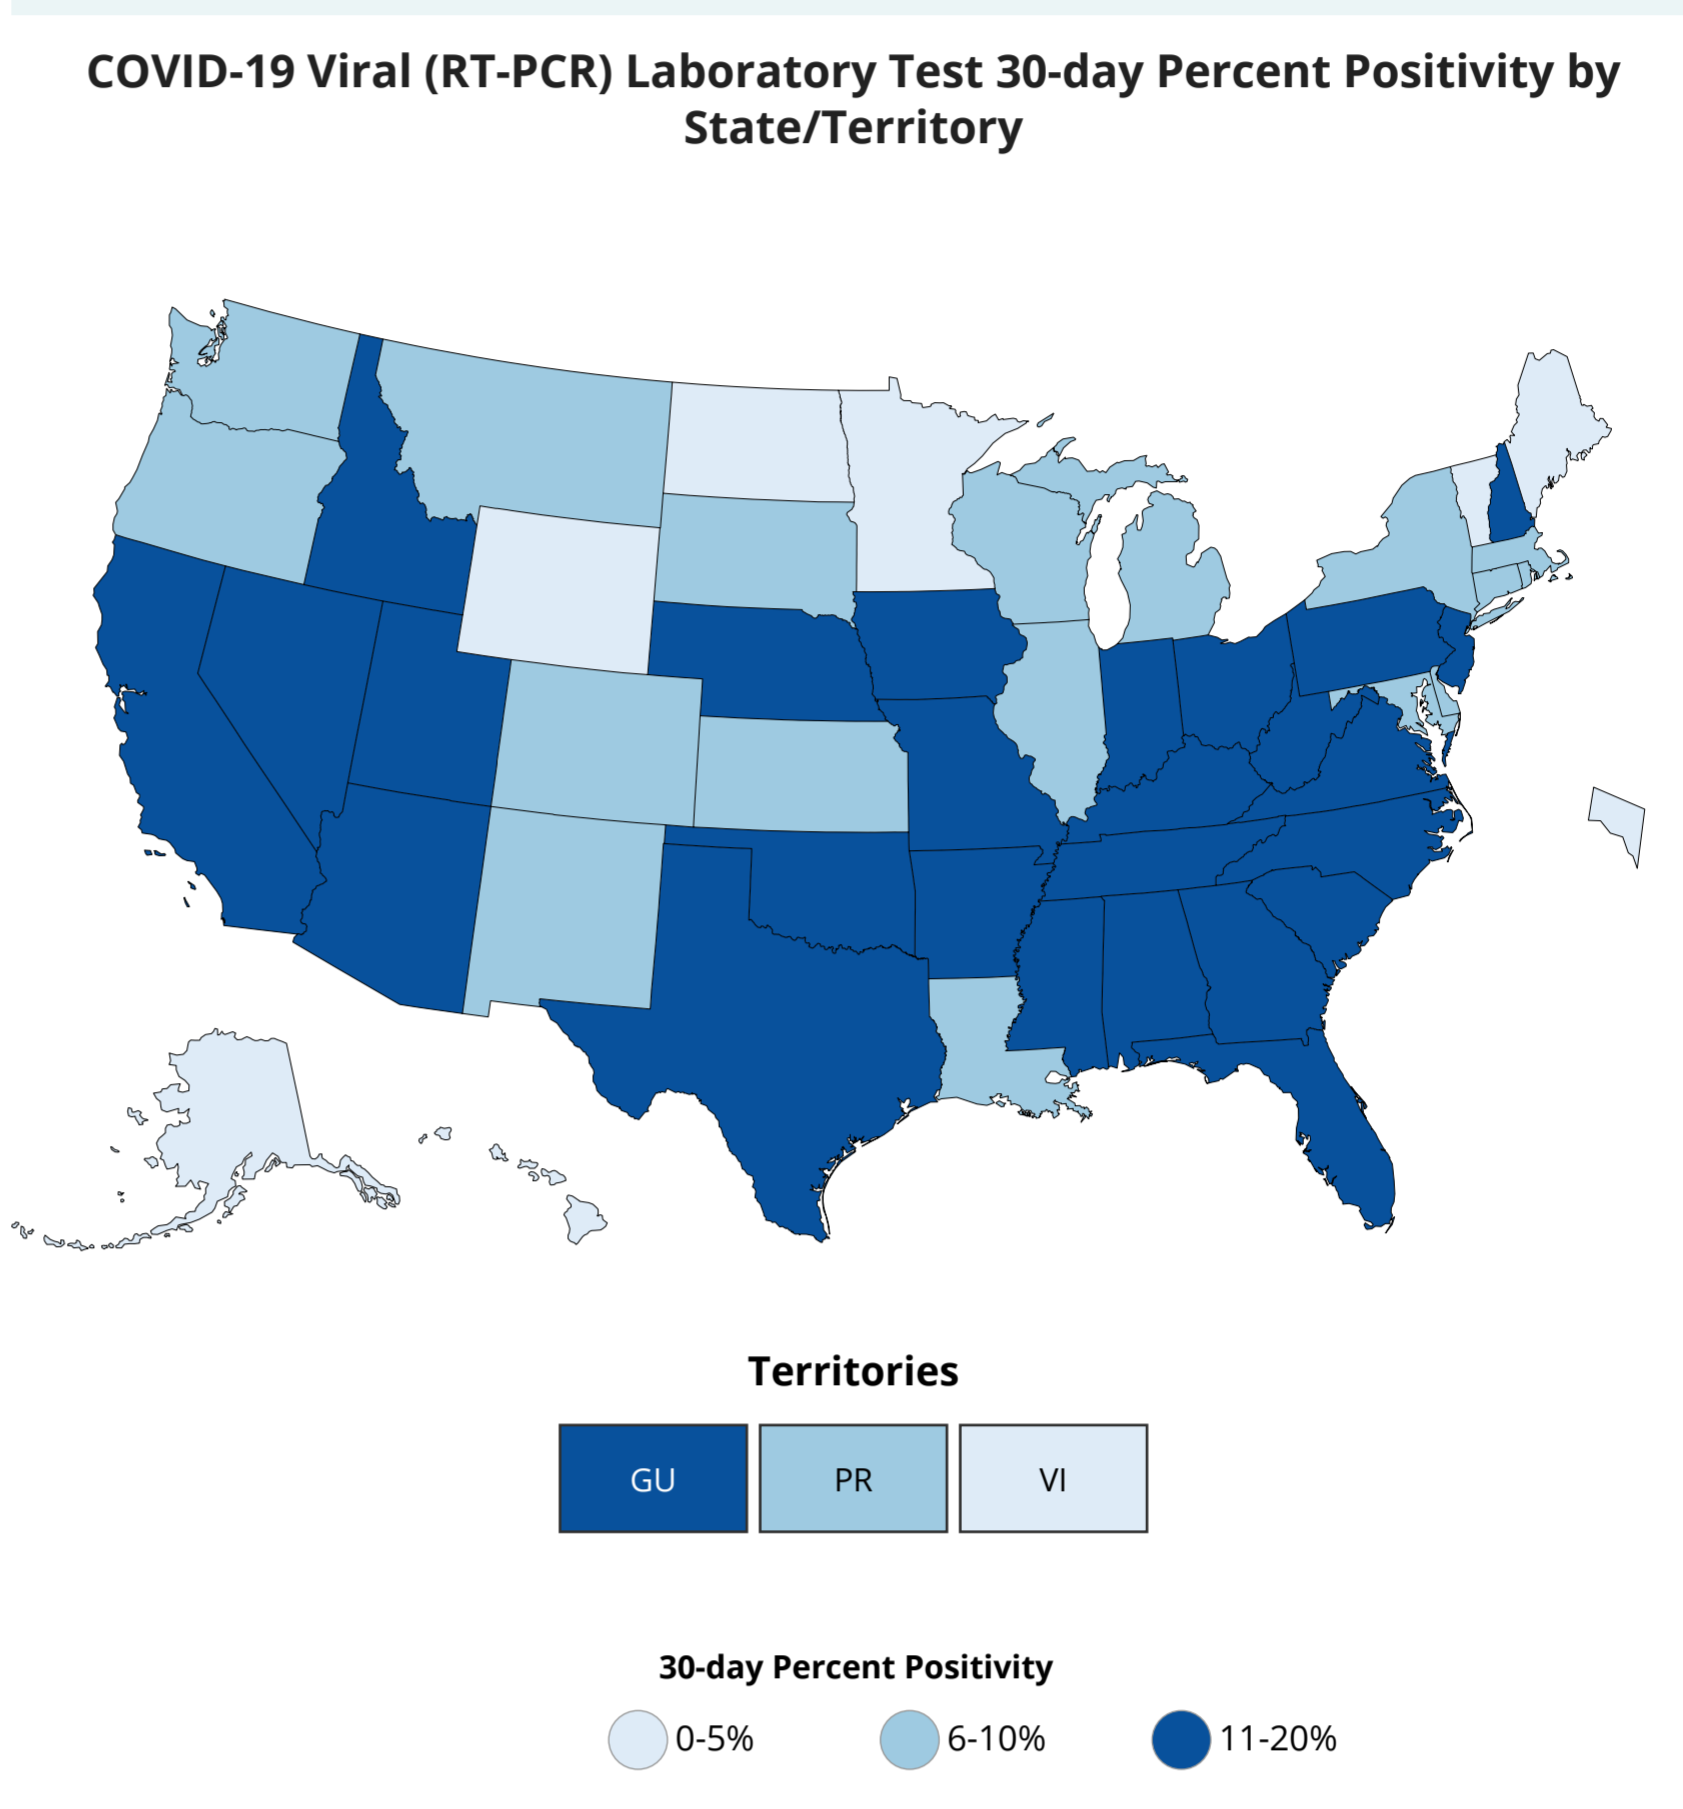 COVID-19 Viral (RT-PCR) Laboratory Test 30-day Percent Positivity by
State/Territory
Territories
GU
PR
VI
30-day Percent Positivity
0-5%
6-10%
11-20%